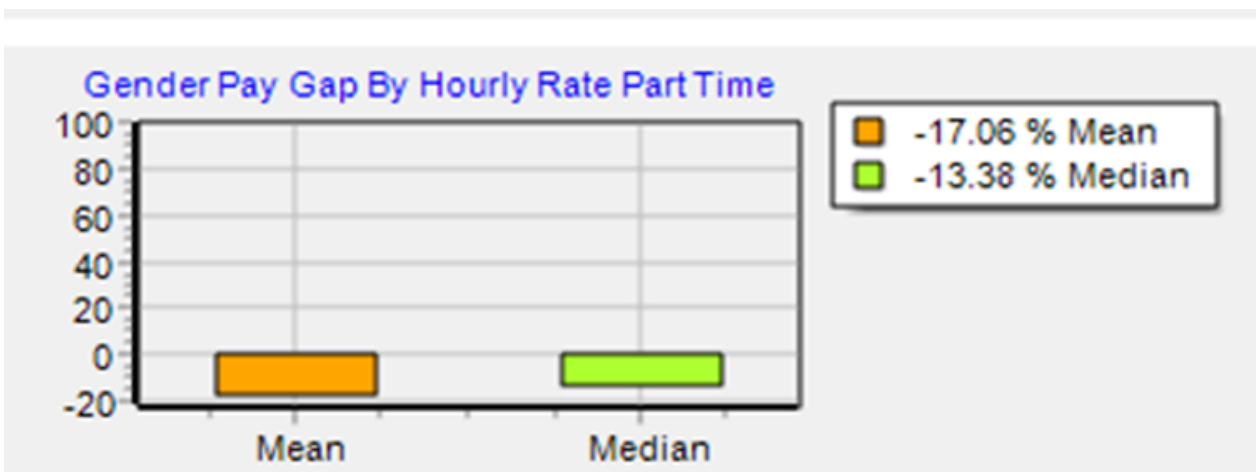 Gender Pay Gap By Hourly Rate Part Time
-17.06 % Mean
-13.38 % Median
100
80
60
40
20
0
-20
Mean
Median